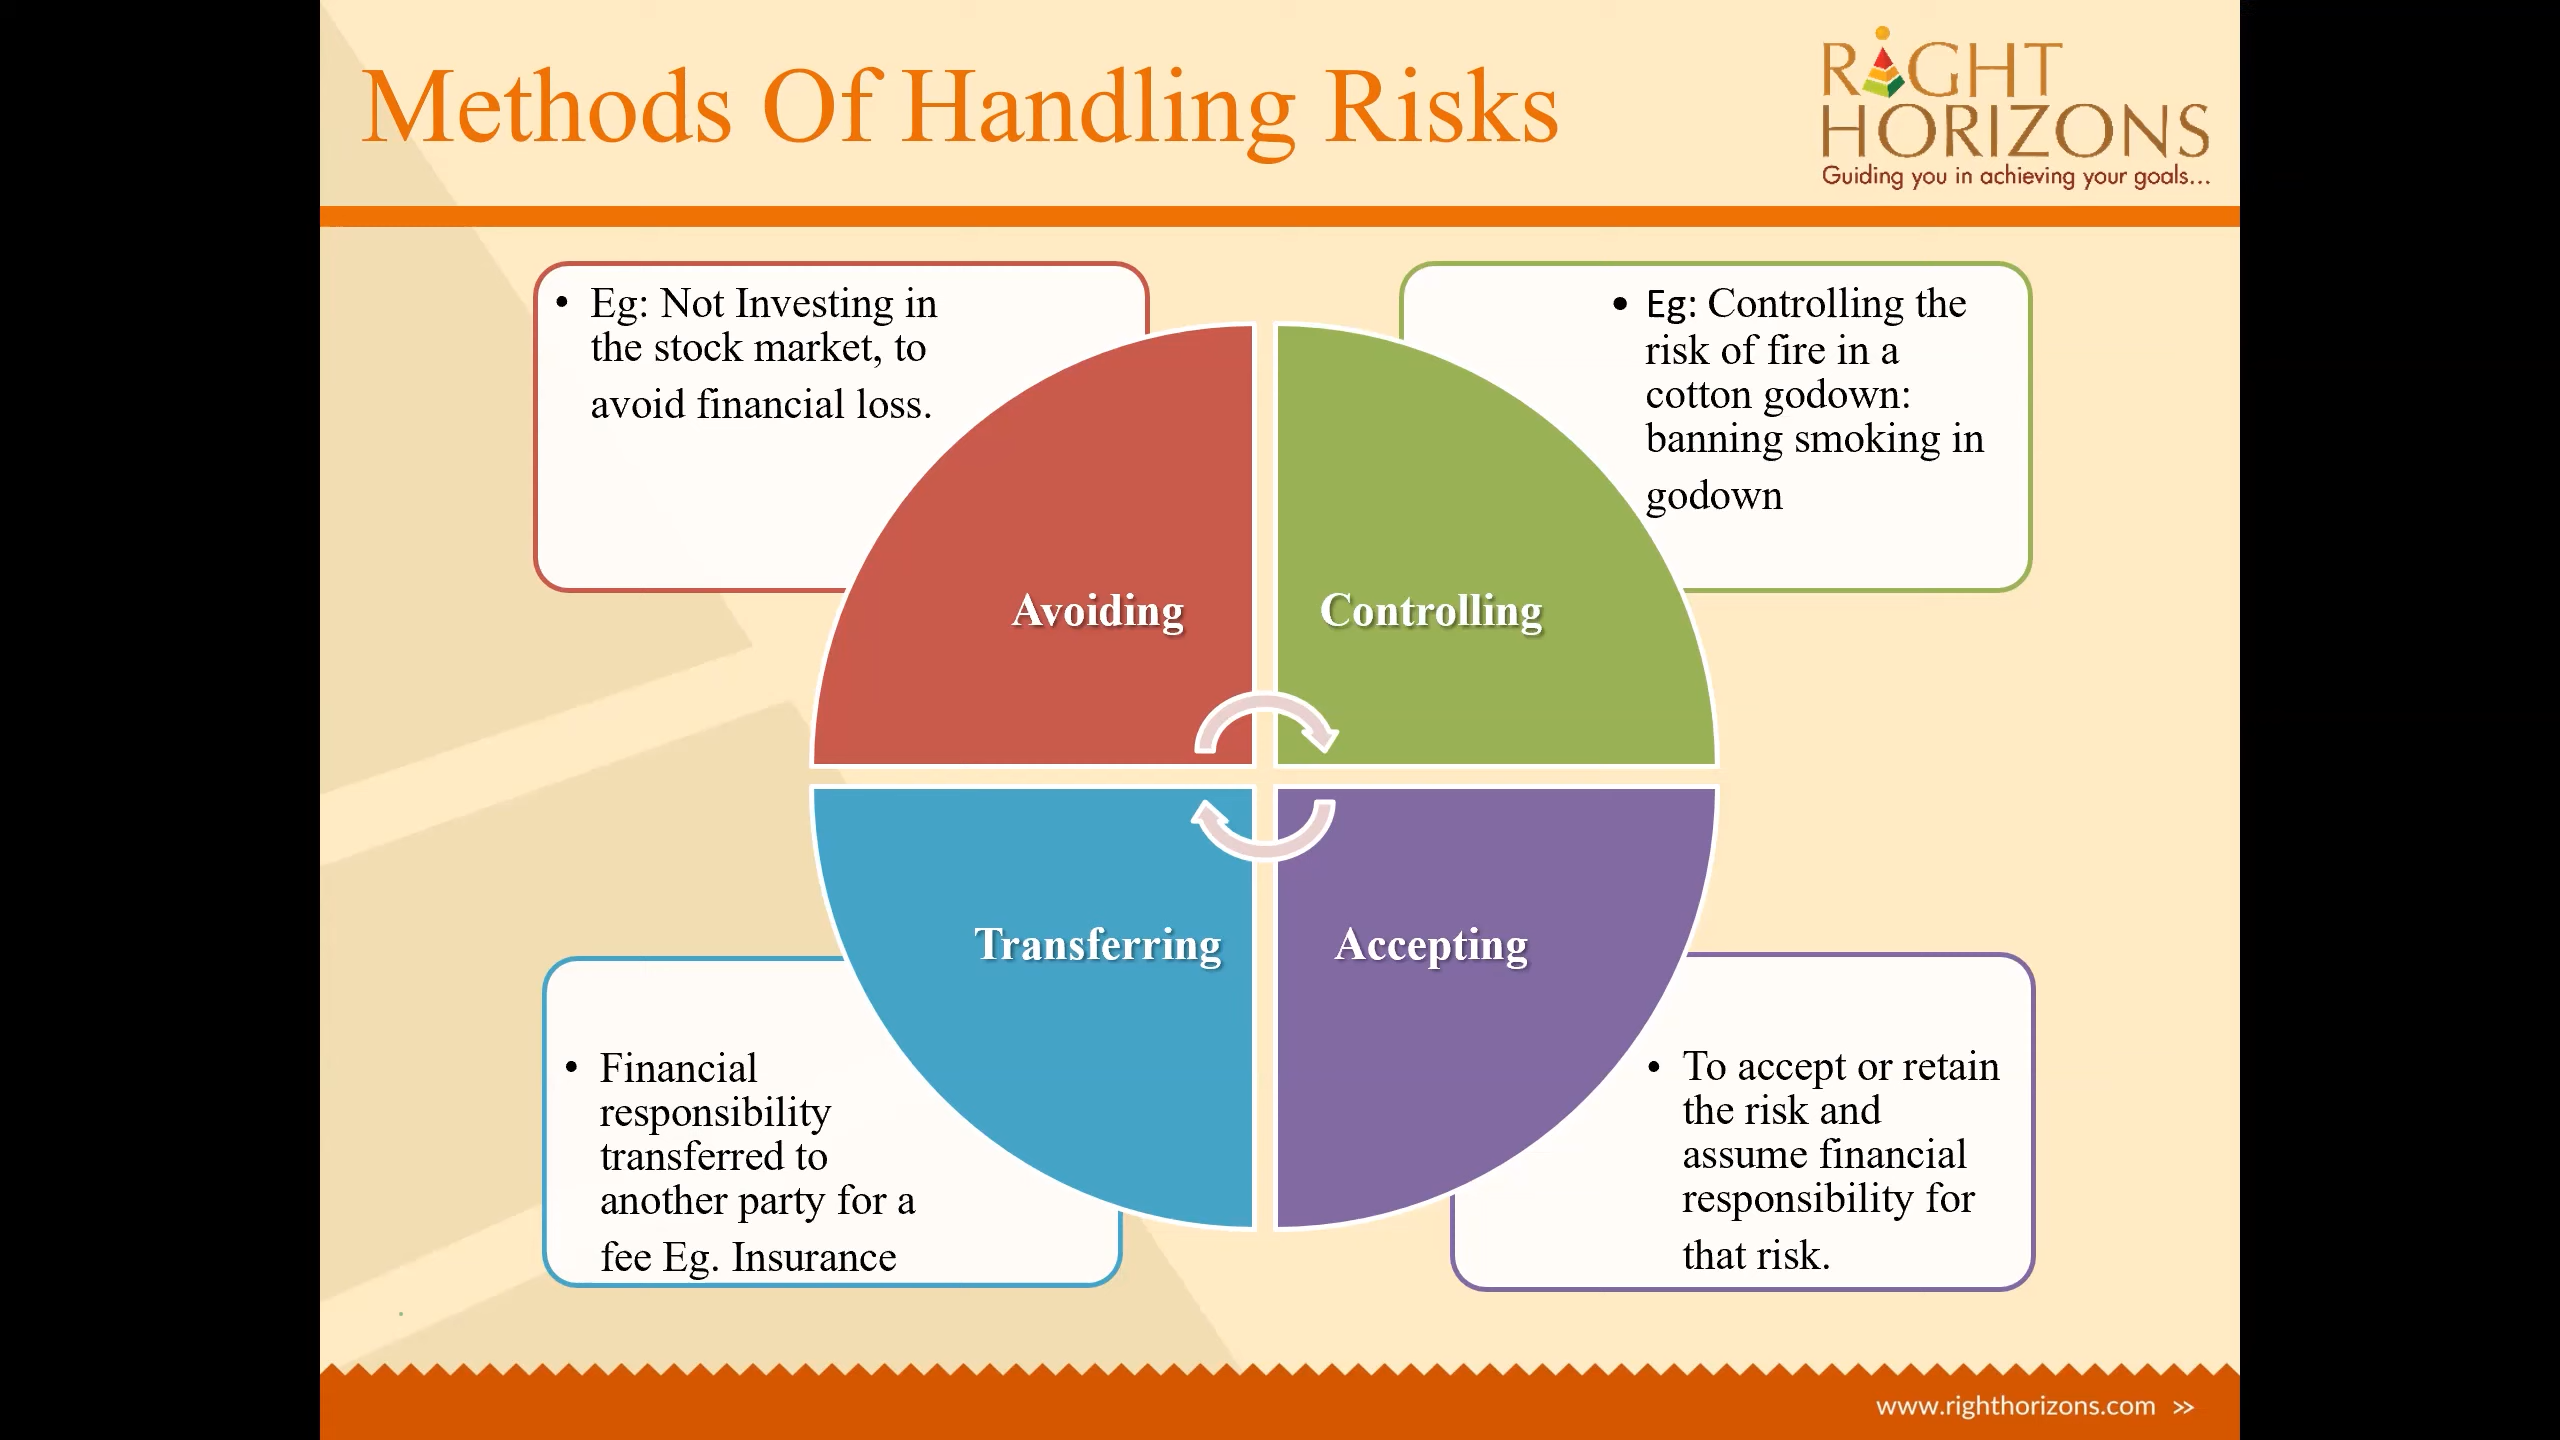 Methods Of Handling Risks
RIGHT
HORIZONS
Guiding you in achieving your goals...
• Eg: Not Investing in
the stock market, to
avoid financial loss.
• Eg: Controlling the
risk of fire in a
cotton godown:
banning smoking in
godown
Avoiding
Controlling
Transferring
Accepting
• Financial
responsibility
transferred to
another party for a
fee Eg. Insurance
• To accept or retain
the risk and
assume financial
responsibility for
that risk.
www.righthorizons.com »